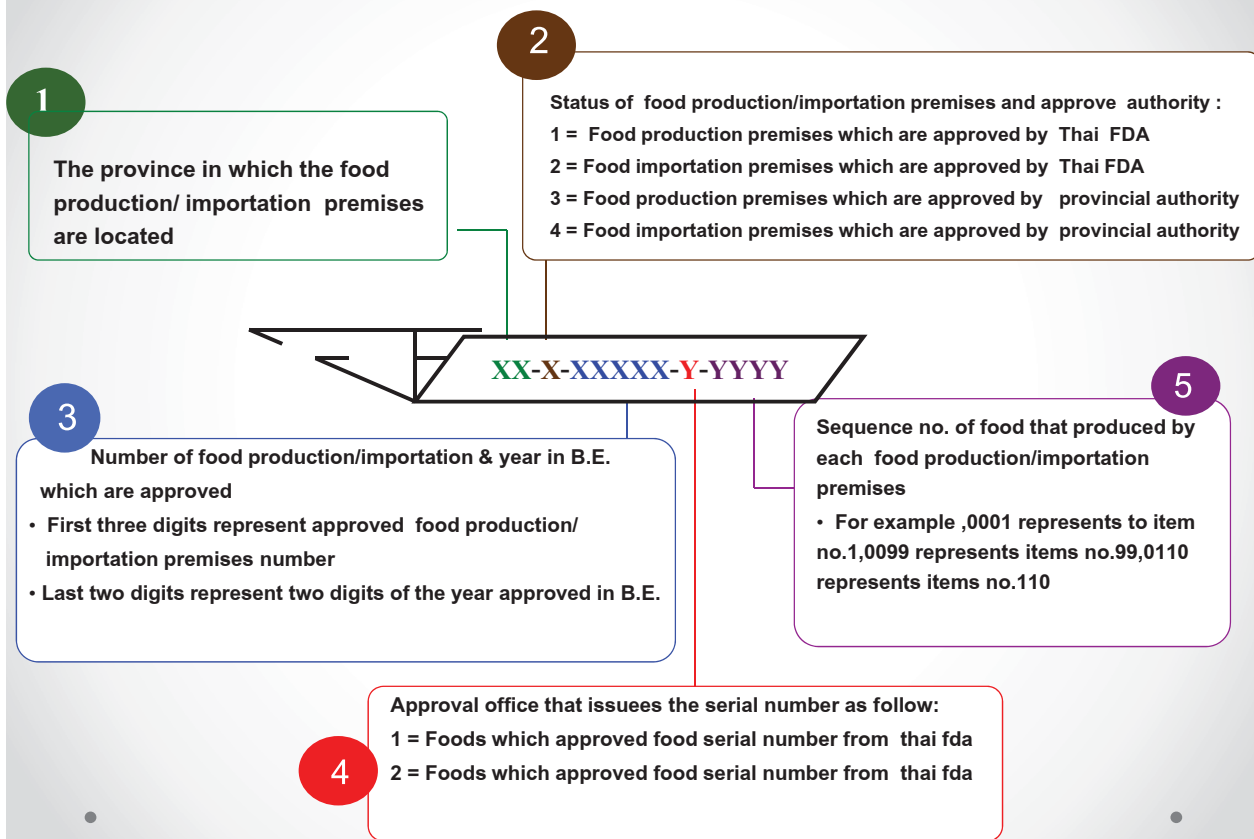 1
The province in which the food
production/ importation premises
are located
2
Status of food production/importation premises and approve authority :
1 = Food production premises which are approved by Thai FDA
2 = Food importation premises which are approved by Thai FDA
3 = Food production premises which are approved by provincial authority
4 = Food importation premises which are approved by provincial authority
XX-X-XXXXX-Y-YYYY
3
Number of food production/importation & year in B.E.
which are approved
• First three digits represent approved food production/
importation premises number
• Last two digits represent two digits of the year approved in B.E.
5
Sequence no. of food that produced by
each food production/importation
premises
• For example ,0001 represents to item
no.1,0099 represents items no.99,0110
represents items no.110
4
Approval office that issuees the serial number as follow:
1 = Foods which approved food serial number from thai fda
2 = Foods which approved food serial number from thai fda